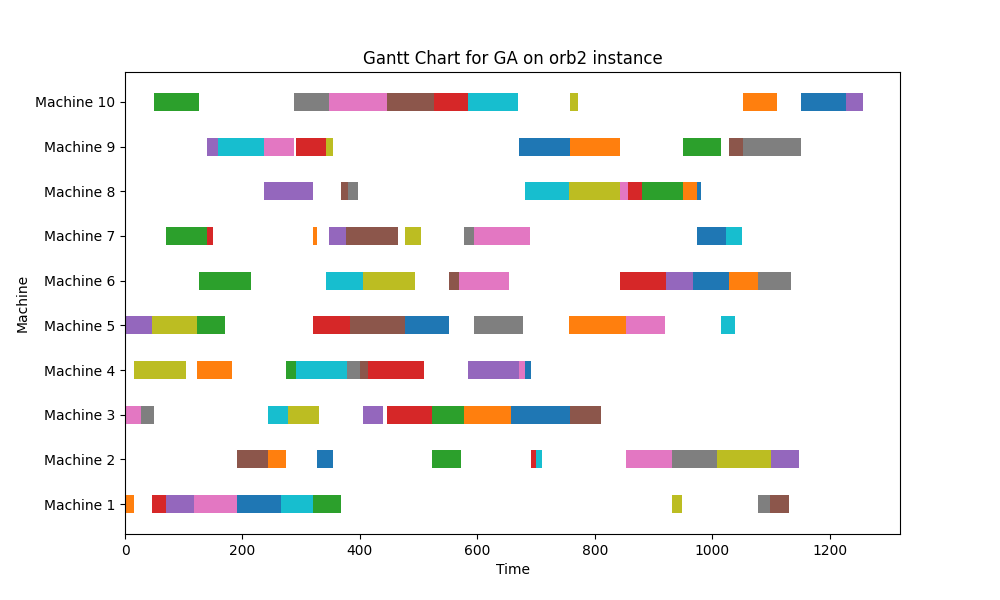 Gantt Chart for GA on orb2 instance
Machine 10
Machine 9
Machine 8
Machine 7
Machine 6
Machine 5
Machine 4
Machine 3
Machine 2
Machine 1
Machine
0 200 400 600 800 1000 1200
Time